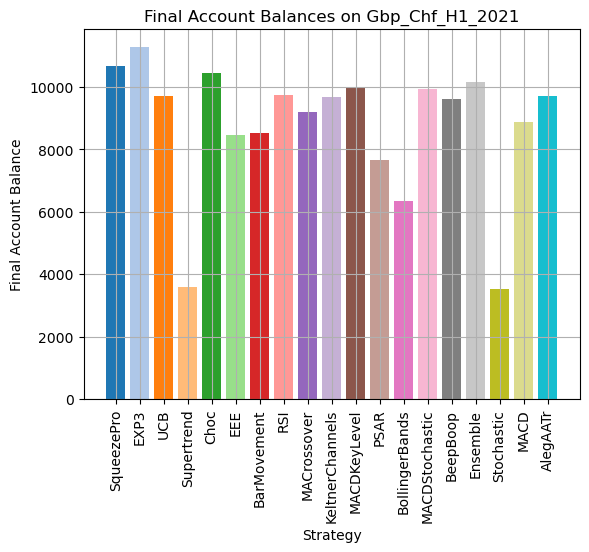 Final Account Balances on Gbp_Chf_H1_2021
Final Account Balance
10000
8000
6000
4000
2000
0
SqueezePro
EXP3
UCB
Supertrend
Choc
EEE
BarMovement
RSI
MACrossover
KeltnerChannels
MACDKeyLevel
PSAR
BollingerBands
MACDStochastic
BeepBoop
Ensemble
Stochastic
MACD
AlegAATr
Strategy